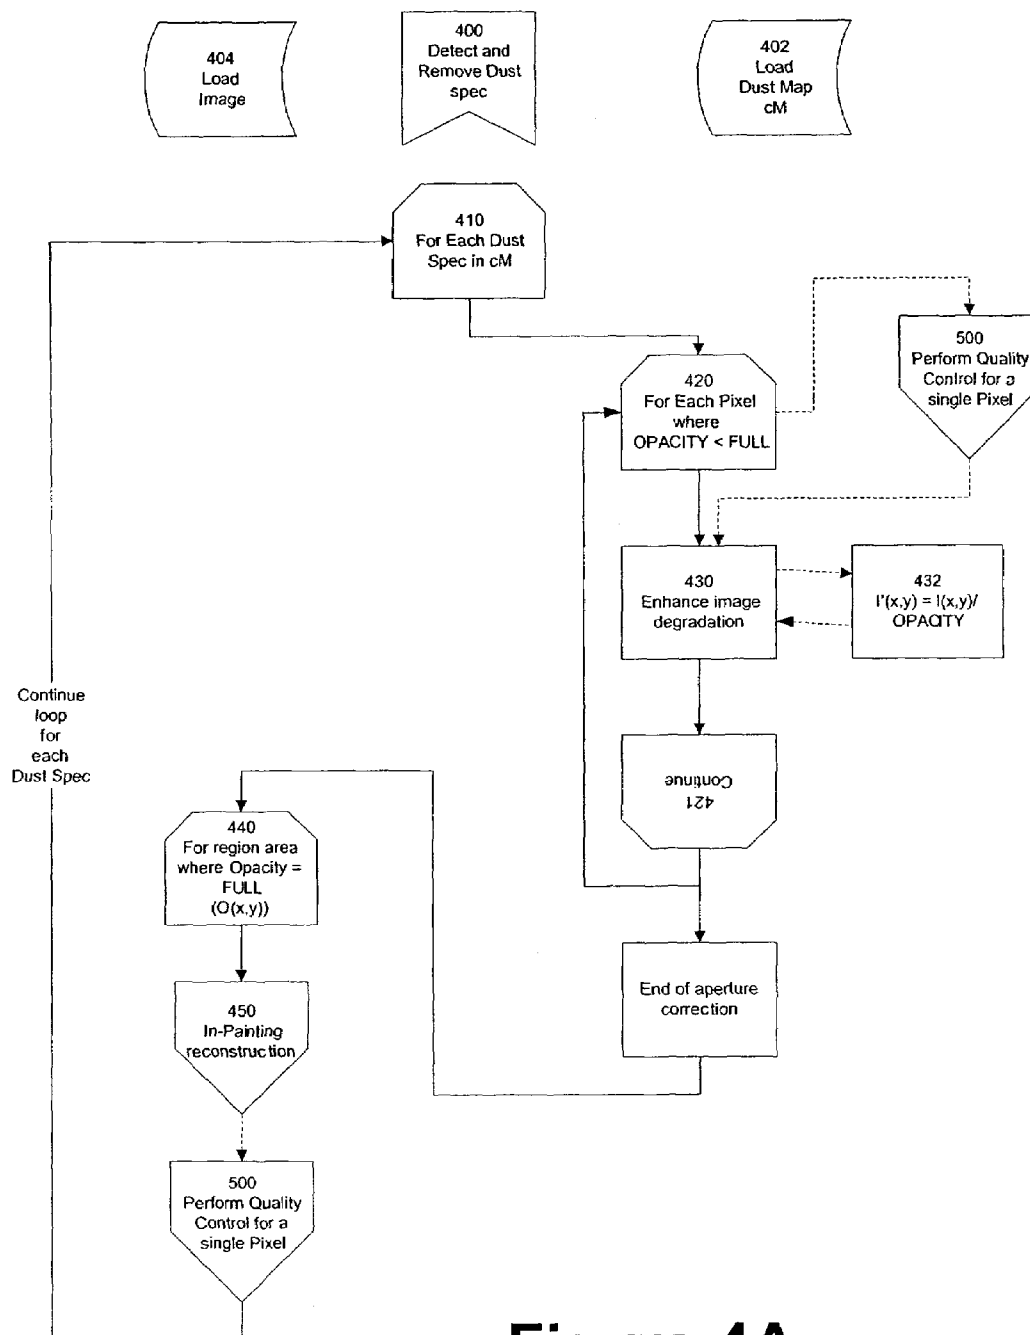 404
Load
Image
400
Detect and
Remove Dust
spec
402
Load
Dust Map
cM
410
For Each Dust
Spec in cM
420
For Each Pixel
where
OPACITY < FULL
500
Perform Quality
Control for a
single Pixel
430
Enhance image
degradation
432
I'(x,y) = I(x,y)/
OPACITY
421
Continue
Continue
loop
for
each
Dust Spec
440
For region area
where Opacity =
FULL
(O(x,y))
End of aperture
correction
450
In-Painting
reconstruction
500
Perform Quality
Control for a
single Pixel
Figure 4A